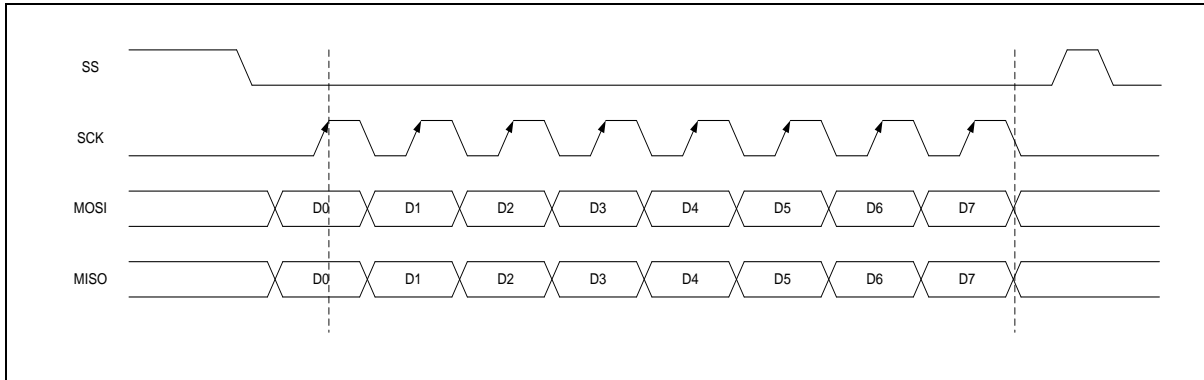 SS
SCK
MOSI D0 D1 D2 D3 D4 D5 D6 D7
MISO D0 D1 D2 D3 D4 D5 D6 D7